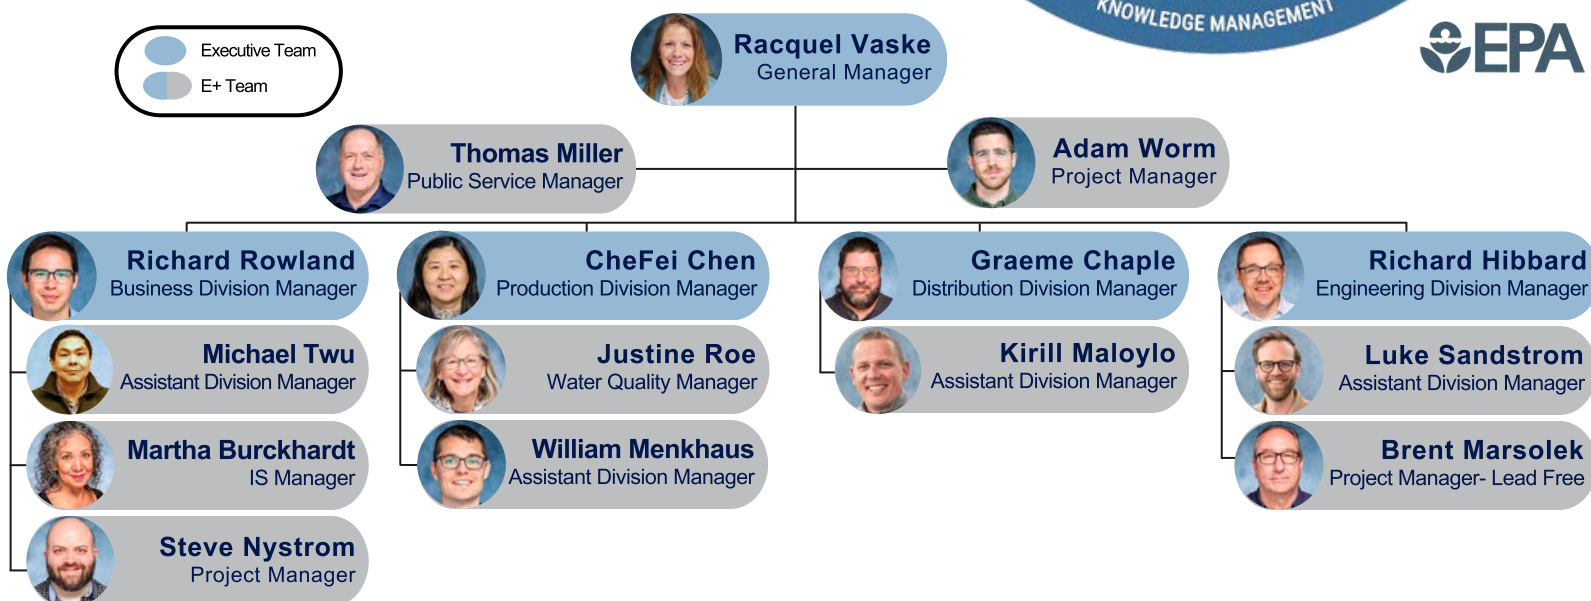 KNOWLEDGE MANAGEMENT
EPA
Executive Team
E+ Team
Racquel Vaske
General Manager
Thomas Miller
Public Service Manager
Adam Worm
Project Manager
Richard Rowland
Business Division Manager
Michael Twu
Assistant Division Manager
Martha Burckhardt
IS Manager
Steve Nystrom
Project Manager
CheFei Chen
Production Division Manager
Justine Roe
Water Quality Manager
William Menkhaus
Assistant Division Manager
Graeme Chaple
Distribution Division Manager
Kirill Maloylo
Assistant Division Manager
Richard Hibbard
Engineering Division Manager
Luke Sandstrom
Assistant Division Manager
Brent Marsolek
Project Manager- Lead Free